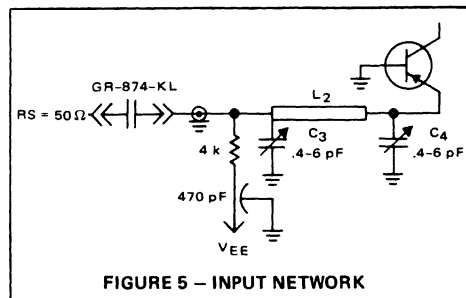 GR-874-KL
RS = 50Ω
L2
C3
.4-6 pF
C4
.4-6 pF
4 k
470 pF
VEE
FIGURE 5 – INPUT NETWORK